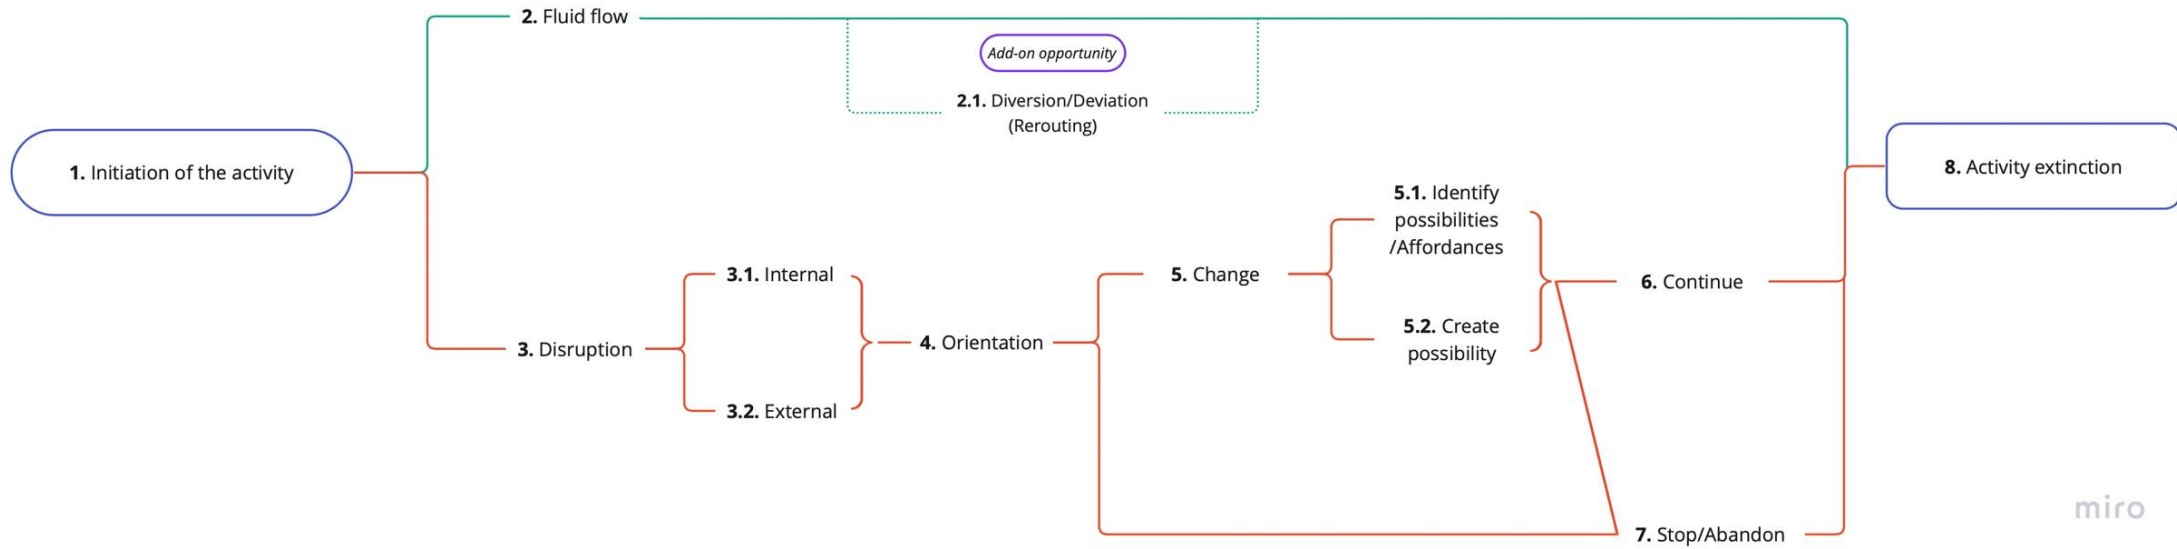 2. Fluid flow
Add-on opportunity
2.1. Diversion/Deviation
(Rerouting)
1. Initiation of the activity
8. Activity extinction
3. Disruption
3.1. Internal
3.2. External
4. Orientation
5. Change
5.1. Identify
possibilities
/Affordances
5.2. Create
possibility
6. Continue
7. Stop/Abandon
miro